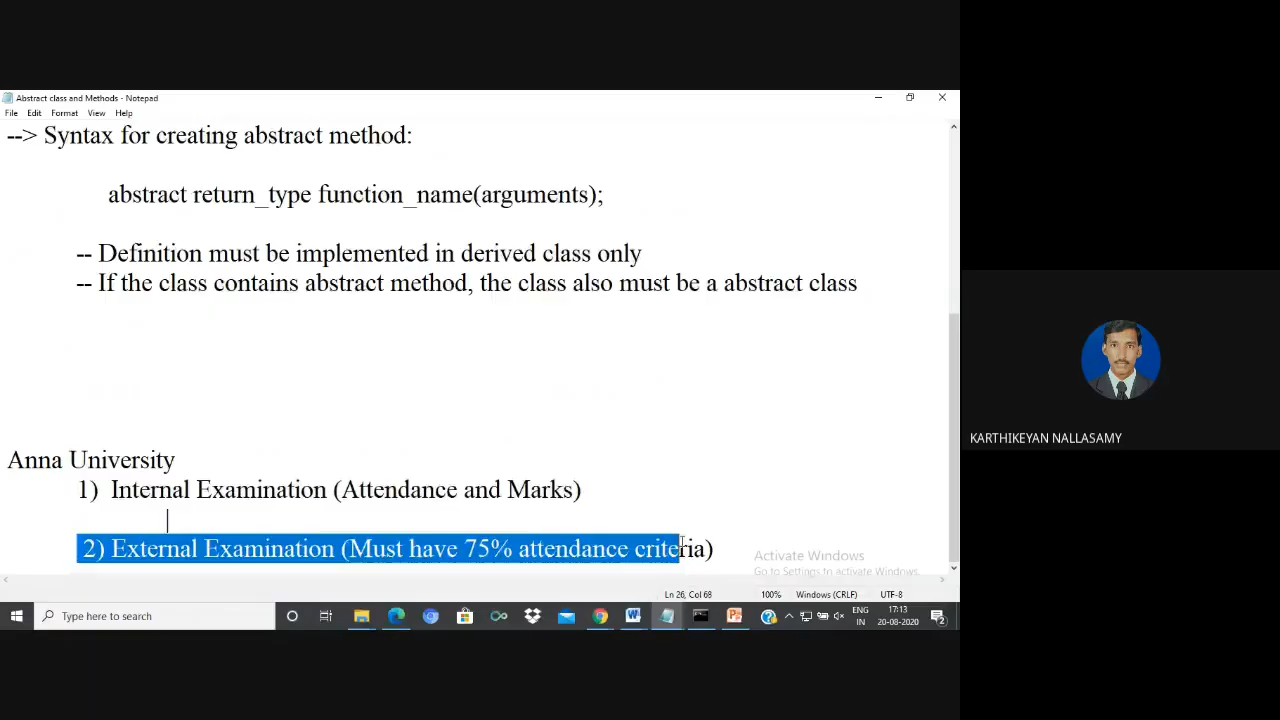 Abstract class and Methods - Notepad
File Edit Format View Help
--> Syntax for creating abstract method:
abstract return_type function_name(arguments);
-- Definition must be implemented in derived class only
-- If the class contains abstract method, the class also must be a abstract class
Anna University
1) Internal Examination (Attendance and Marks)
2) External Examination (Must have 75% attendance criteria)
Activate Windows
Go to Settings to activate Windows.
Ln 26, Col 68 100% Windows (CRLF) UTF-8
Type here to search
ENG
IN
17:13
20-08-2020
2
KARTHIKEYAN NALLASAMY